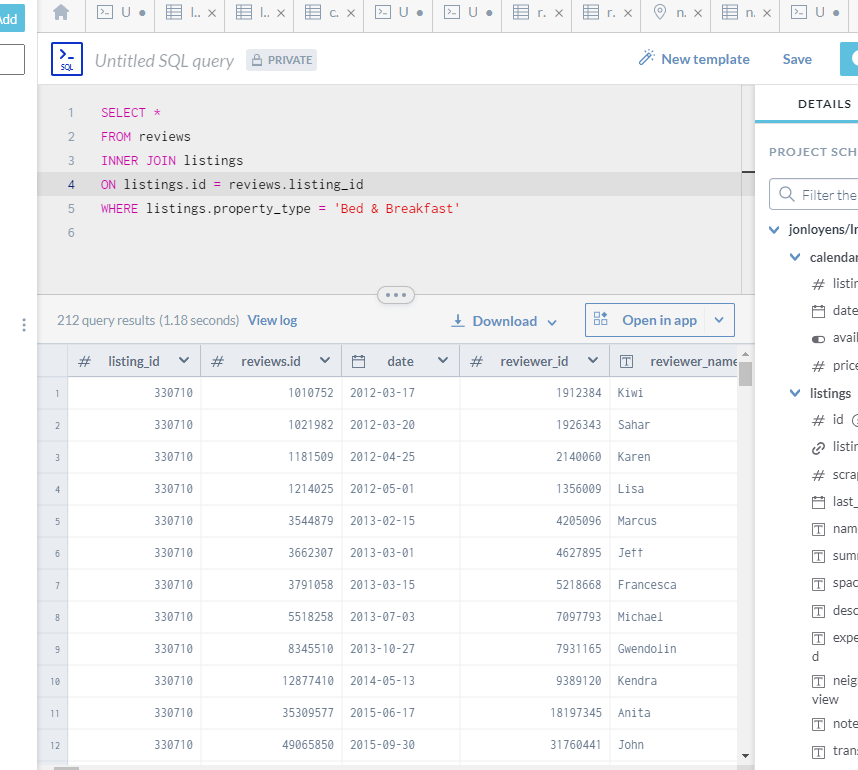 Add
U
l..
l..
c.
U
U
r.
r.
n.
n.
U
SQL
Untitled SQL query
PRIVATE
New template
Save
DETAILS
1 SELECT *
2 FROM reviews
3 INNER JOIN listings
4 ON listings.id = reviews.listing_id
5 WHERE listings.property_type = 'Bed & Breakfast'
6
PROJECT SCH
Filter the
jonloyens/In
calendar
# listin
date
avail
# price
listings
# id
listin
# scrap
last_
T nam
T sum
T spac
T desc
T expe
d
T neig
view
T note
T trans
212 query results (1.18 seconds) View log
Download
Open in app
# listing_id # reviews.id date # reviewer_id T reviewer_name
1 330710 1010752 2012-03-17 1912384 Kiwi
2 330710 1021982 2012-03-20 1926343 Sahar
3 330710 1181509 2012-04-25 2140060 Karen
4 330710 1214025 2012-05-01 1356009 Lisa
5 330710 3544879 2013-02-15 4205096 Marcus
6 330710 3662307 2013-03-01 4627895 Jeff
7 330710 3791058 2013-03-15 5218668 Francesca
8 330710 5518258 2013-07-03 7097793 Michael
9 330710 8345510 2013-10-27 7931165 Gwendolin
10 330710 12877410 2014-05-13 9389120 Kendra
11 330710 35309577 2015-06-17 18197345 Anita
12 330710 49065850 2015-09-30 31760441 John